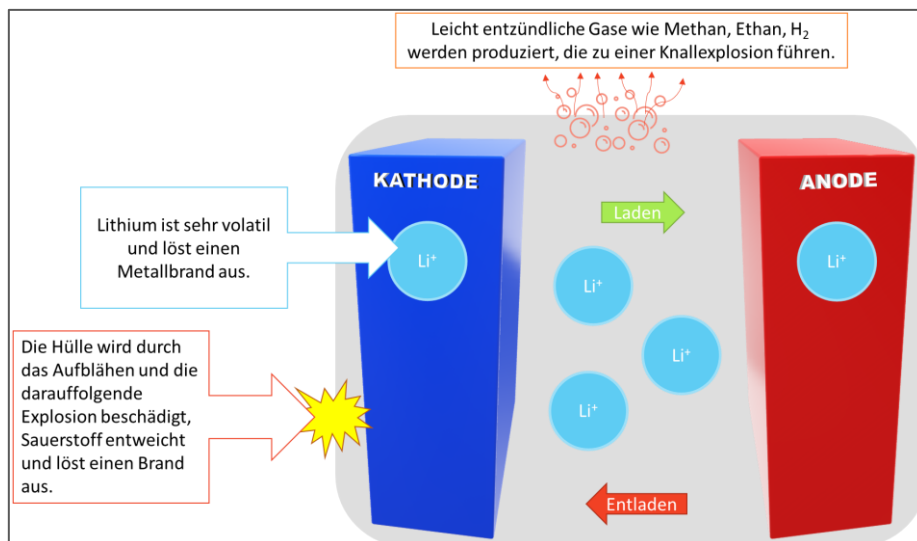 Leicht entzündliche Gase wie Methan, Ethan, H₂
werden produziert, die zu einer Knallexplosion führen.
KATHODE
ANODE
Laden
Lithium ist sehr volatil
und löst einen
Metallbrand aus.
Li⁺
Li⁺
Li⁺
Li⁺
Li⁺
Die Hülle wird durch
das Aufblähen und die
darauffolgende
Explosion beschädigt,
Sauerstoff entweicht
und löst einen Brand
aus.
Entladen